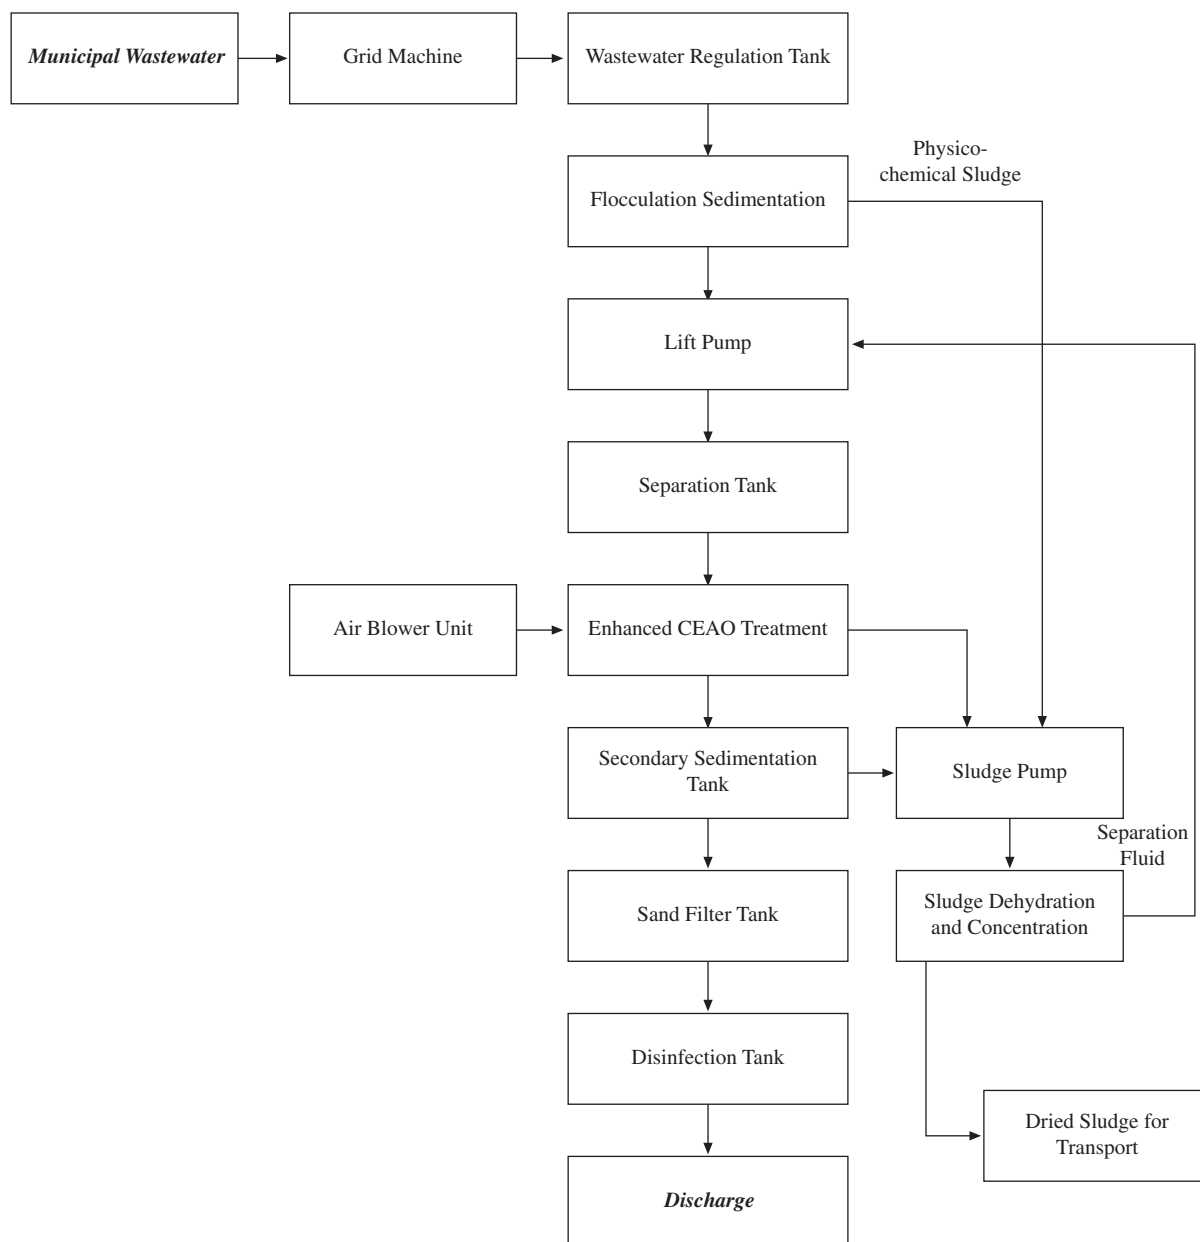 Municipal Wastewater
Grid Machine
Wastewater Regulation Tank
Physico-
chemical Sludge
Flocculation Sedimentation
Lift Pump
Separation Tank
Air Blower Unit
Enhanced CEAO Treatment
Secondary Sedimentation
Tank
Sludge Pump
Separation
Fluid
Sand Filter Tank
Sludge Dehydration
and Concentration
Disinfection Tank
Dried Sludge for
Transport
Discharge